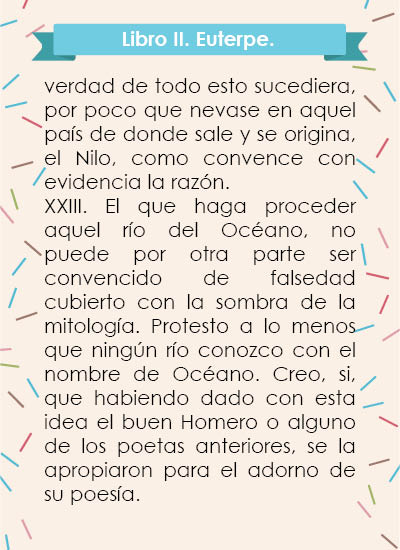 Libro II. Euterpe.
verdad de todo esto sucediera,
por poco que nevase en aquel
país de donde sale y se origina,
el Nilo, como convence con
evidencia la razón.
XXIII. El que haga proceder
aquel río del Océano, no
puede por otra parte ser
convencido de falsedad
cubierto con la sombra de la
mitología. Protesto a lo menos
que ningún río conozco con el
nombre de Océano. Creo, si,
que habiendo dado con esta
idea el buen Homero o alguno
de los poetas anteriores, se la
apropiaron para el adorno de
su poesía.